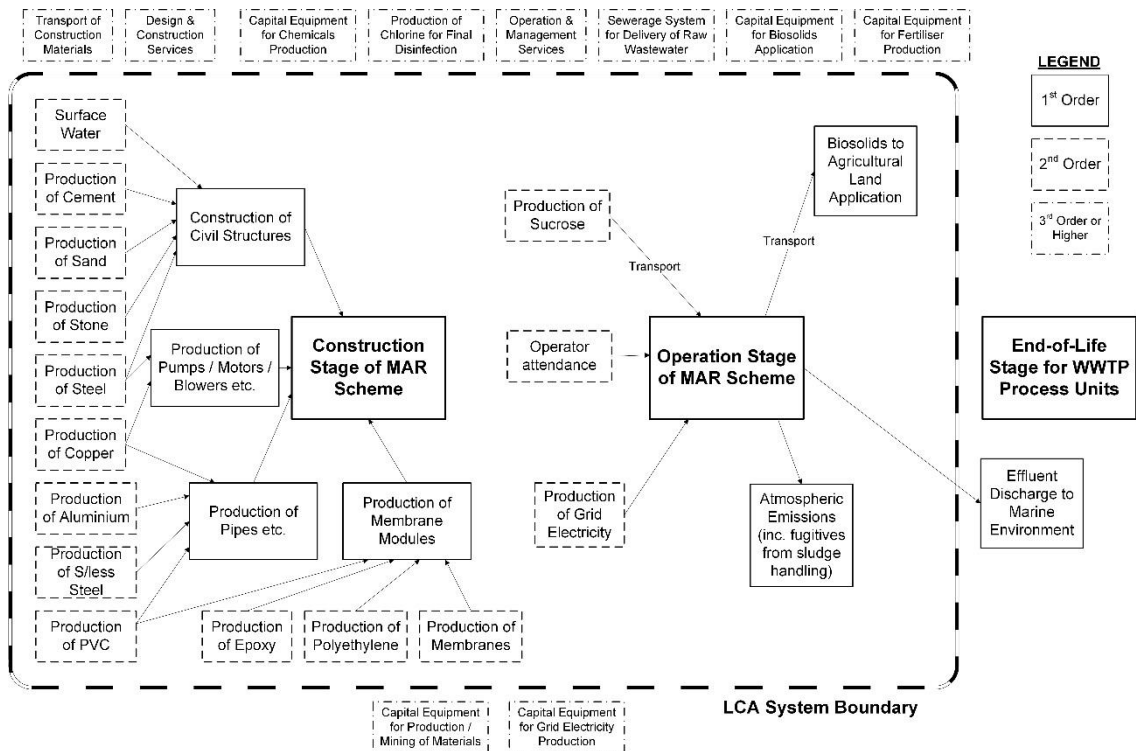 Transport of
Construction
Materials
Design &
Construction
Services
Capital Equipment
for Chemicals
Production
Production of
Chlorine for Final
Disinfection
Operation &
Management
Services
Sewerage System
for Delivery of Raw
Wastewater
Capital Equipment
for Biosolids
Application
Capital Equipment
for Fertiliser
Production
LEGEND
1st Order
2nd Order
3rd Order or
Higher
Surface
Water
Production
of Cement
Production
of Sand
Production
of Stone
Production
of Steel
Production
of Copper
Production
of Aluminium
Production
of S/less
Steel
Production
of PVC
Construction of
Civil Structures
Production of
Pumps / Motors /
Blowers etc.
Production of
Pipes etc.
Construction
Stage of MAR
Scheme
Production of
Membrane
Modules
Production
of Epoxy
Production of
Polyethylene
Production of
Membranes
Production of
Sucrose
Transport
Operator
attendance
Production
of Grid
Electricity
Operation Stage
of MAR Scheme
Biosolids to
Agricultural
Land
Application
Transport
Atmospheric
Emissions
(inc. fugitives
from sludge
handling)
End-of-Life
Stage for WWTP
Process Units
Effluent
Discharge to
Marine
Environment
LCA System Boundary
Capital Equipment
for Production /
Mining of Materials
Capital Equipment
for Grid Electricity
Production